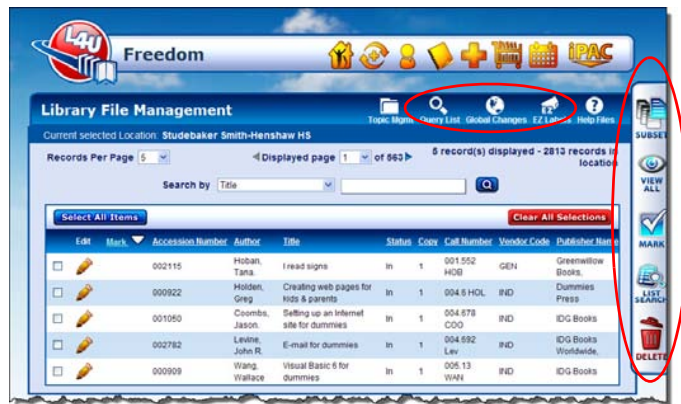 L4U
Freedom
iPAC
Library File Management
Topic Mgmt Query List Global Changes EZ Labels Help Files
Current selected Location: Studebaker Smith-Henshaw HS
Records Per Page 5 Displayed page 1 of 563 5 record(s) displayed - 2813 records in location
Search by Title
Select All Items Clear All Selections
Edit Mark Accession Number Author Title Status Copy Call Number Vendor Code Publisher Name
002115 Hoban, Tana. I read signs In 1 001.552 HOB GEN Greenwillow Books,
000922 Holden, Greg Creating web pages for kids & parents In 1 004.6 HOL IND Dummies Press
001050 Coombs, Jason. Setting up an Internet site for dummies In 1 004.678 COO IND IDG Books
002782 Levine, John R. E-mail for dummies In 1 004.692 Lev IND IDG Books Worldwide,
000909 Wang, Wallace Visual Basic 6 for dummies In 1 005.13 WAN IND IDG Books
SUBSET
VIEW ALL
MARK
LIST SEARCH
DELETE